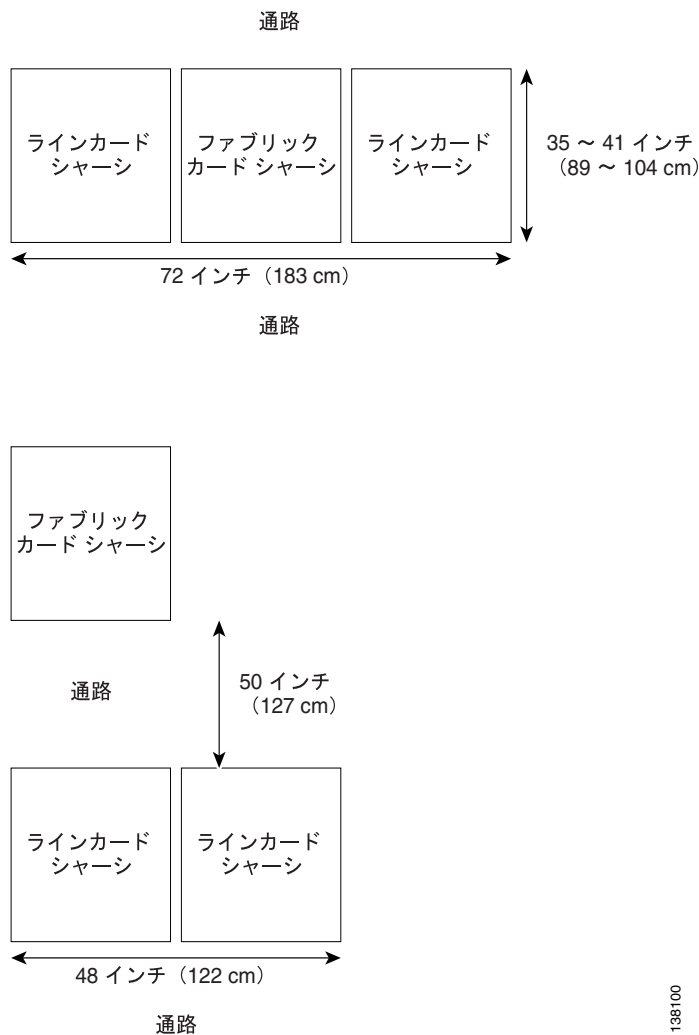 通路
ラインカード
シャーシ
ファブリック
カード シャーシ
ラインカード
シャーシ
35 ～ 41 インチ
（89 ～ 104 cm）
72 インチ（183 cm）
通路
ファブリック
カード シャーシ
通路
50 インチ
（127 cm）
ラインカード
シャーシ
ラインカード
シャーシ
48 インチ（122 cm）
通路
138100